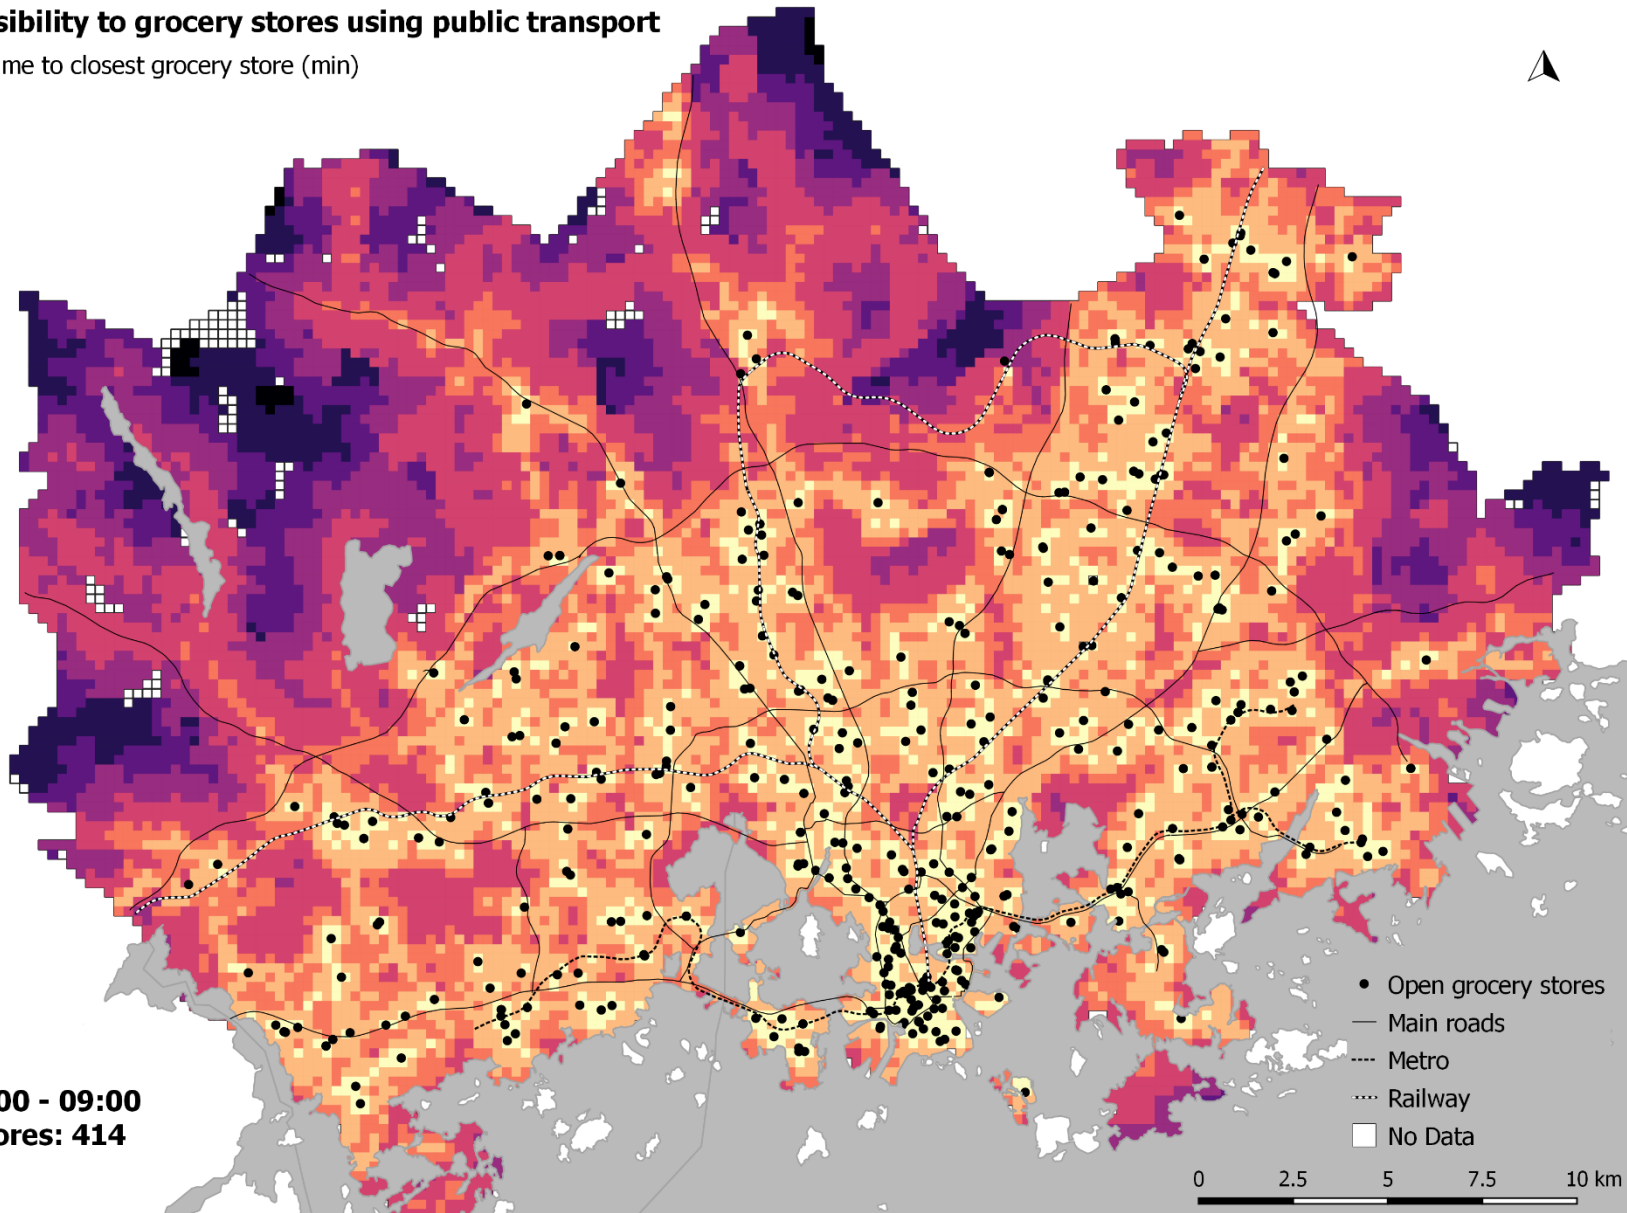 sibility to grocery stores using public transport
me to closest grocery store (min)
Open grocery stores
Main roads
Metro
Railway
No Data
00 - 09:00
ores: 414
0 2.5 5 7.5 10 km